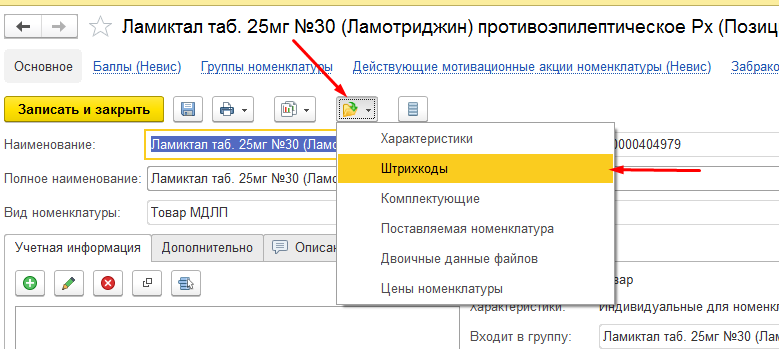 Ламиктал таб. 25мг №30 (Ламотриджин) противоэпилептическое Рх (Позиц
Основное Баллы (Невис) Группы номенклатуры Действующие мотивационные акции номенклатуры (Невис) Забрако
Записать и закрыть
Характеристики
Наименование: Ламиктал таб. 25мг №30 (Ламо 0000404979
Штрихкоды
Полное наименование: Ламиктал таб. 25мг №30 (Ламо
Комплектующие
Вид номенклатуры: Товар МДЛП
Поставляемая номенклатура
Учетная информация Дополнительно Описан
Двоичные данные файлов
Цены номенклатуры
вар
Характеристики: Индивидуальные для номенкл
Входит в группу: Ламиктал таб. 25мг №30 (Ла